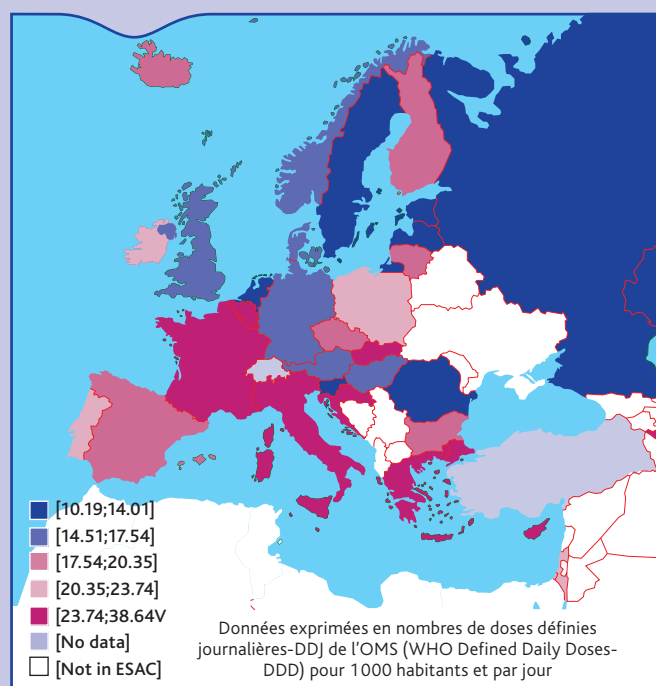 [10.19;14.01]
[14.51;17.54]
[17.54;20.35]
[20.35;23.74]
[23.74;38.64V
[No data]
[Not in ESAC]
Données exprimées en nombres de doses définies
journalières-DDJ de l'OMS (WHO Defined Daily Doses-
DDD) pour 1000 habitants et par jour